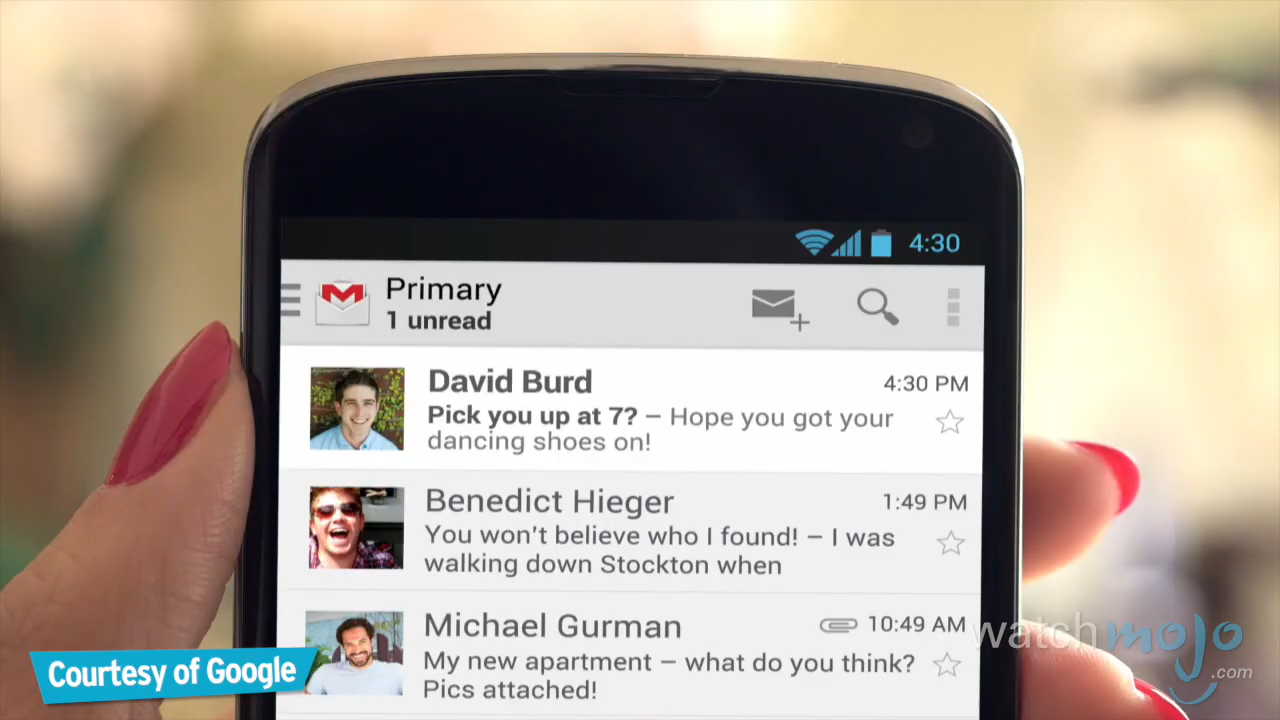 4:30
Primary
1 unread
David Burd
4:30 PM
Pick you up at 7? – Hope you got your
dancing shoes on!
Benedict Hieger
1:49 PM
You won't believe who I found! – I was
walking down Stockton when
Michael Gurman
10:49 AM
My new apartment – what do you think?
Pics attached!
Courtesy of Google
watchmojo
.com